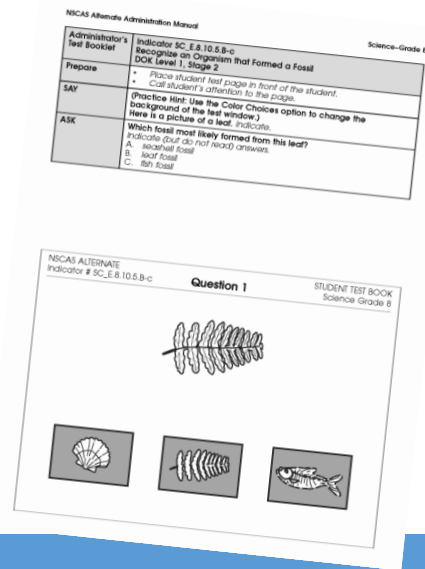 NSCAS Alternate Administration Manual
Science–Grade 8
Administrator's Test Booklet
Indicator SC_E.8.10.5.B-c
Recognize an Organism that Formed a Fossil
DOK Level 1, Stage 2
Prepare
• Place student test page in front of the student.
• Call student's attention to the page.
SAY
(Practice Hint: Use the Color Choices option to change the
background of the test window.)
Here is a picture of a leaf. Indicate.
ASK
Which fossil most likely formed from this leaf?
Indicate (but do not read) answers.
A. seashell fossil
B. leaf fossil
C. fish fossil
NSCAS ALTERNATE
Indicator # SC_E.8.10.5.B-c
Question 1
STUDENT TEST BOOK
Science Grade 8